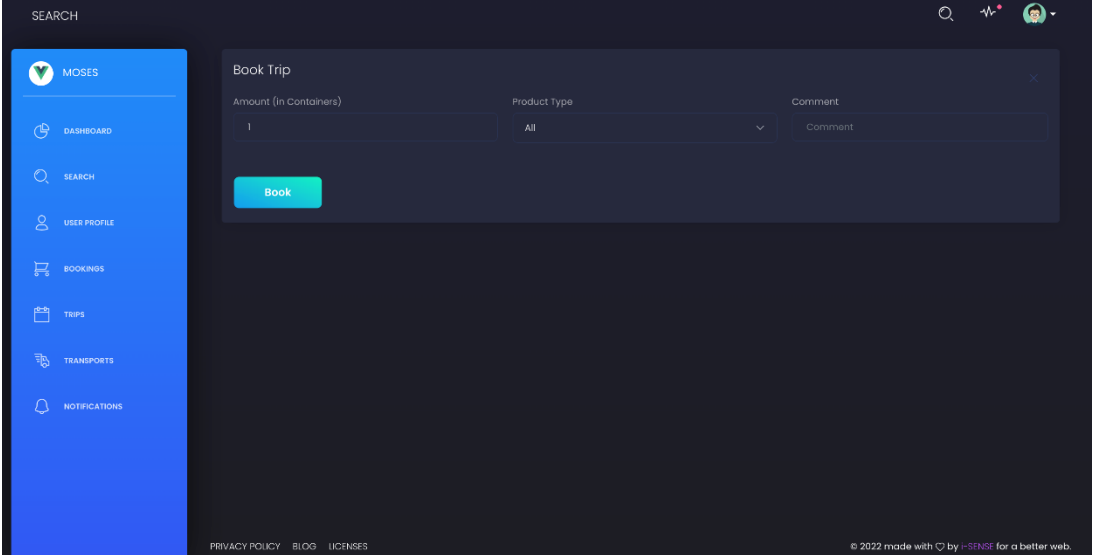 SEARCH
MOSES
DASHBOARD
SEARCH
USER PROFILE
BOOKINGS
TRIPS
TRANSPORTS
NOTIFICATIONS
Book Trip
Amount (in Containers) Product Type Comment
1 All Comment
Book
PRIVACY POLICY BLOG LICENSES
© 2022 made with ♡ by i-SENSE for a better web.